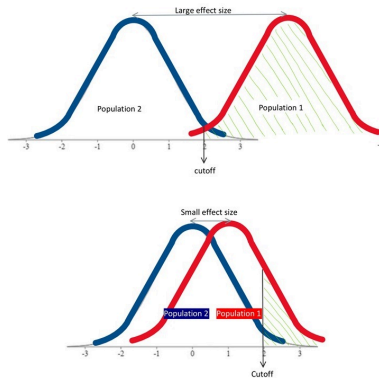 Large effect size
Population 2
Population 1
-3 -2 -1 0 1 2 3
cutoff
Small effect size
Population 2
Population 1
-3 -2 -1 0 1 2 3
Cutoff